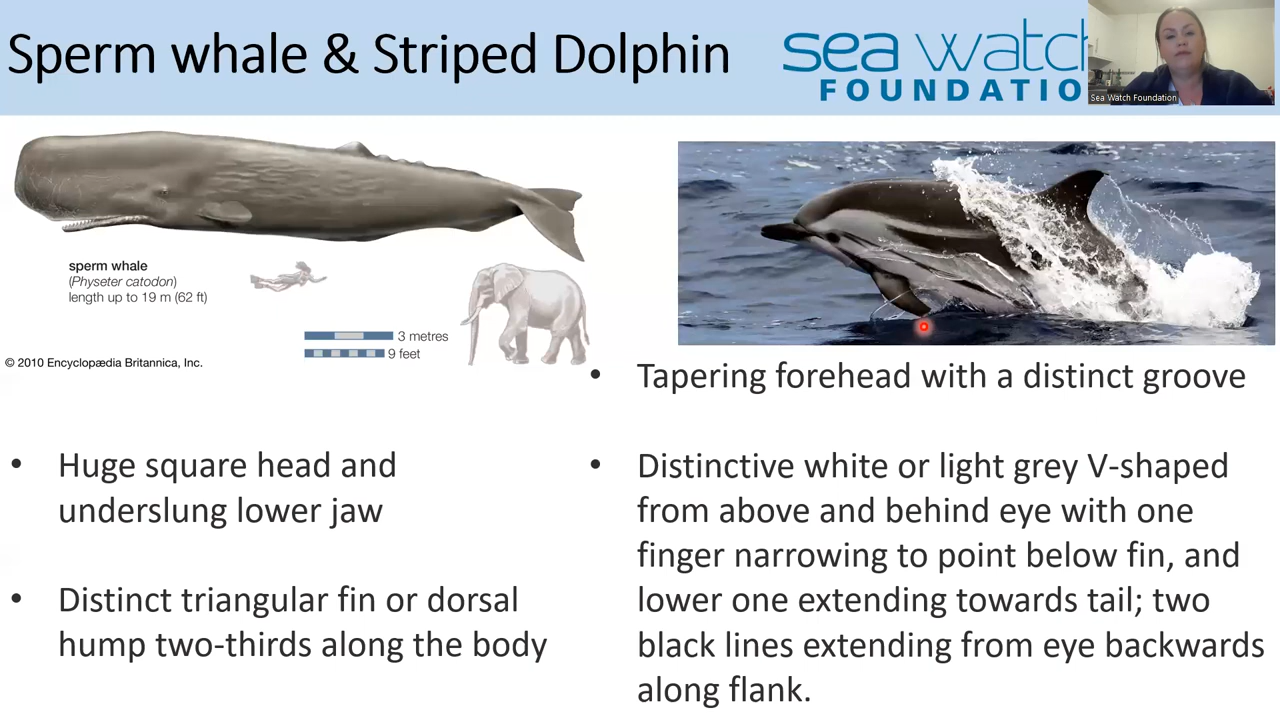 Sperm whale & Striped Dolphin
sea watch
FOUNDATIO
Sea Watch Foundation
sperm whale
(Physeter catodon)
length up to 19 m (62 ft)
3 metres
9 feet
© 2010 Encyclopædia Britannica, Inc.
• Huge square head and
underslung lower jaw
• Distinct triangular fin or dorsal
hump two-thirds along the body
• Tapering forehead with a distinct groove
• Distinctive white or light grey V-shaped
from above and behind eye with one
finger narrowing to point below fin, and
lower one extending towards tail; two
black lines extending from eye backwards
along flank.